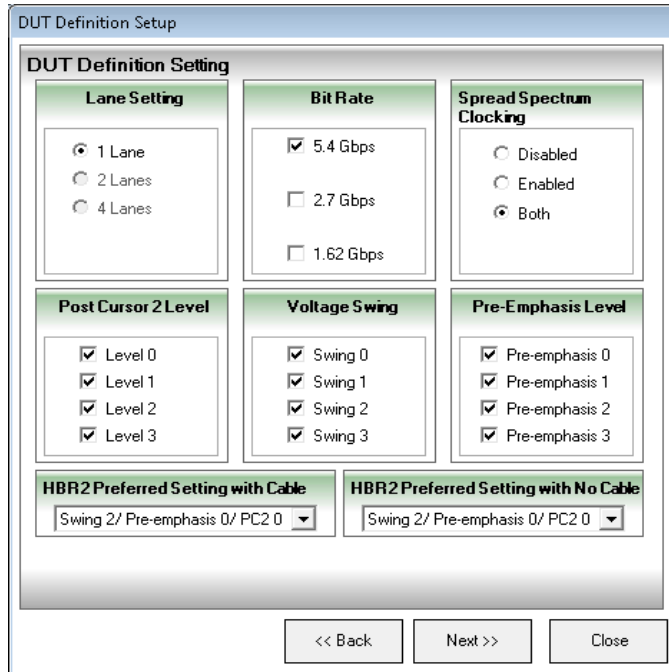 DUT Definition Setup
DUT Definition Setting
Lane Setting
1 Lane
2 Lanes
4 Lanes
Bit Rate
5.4 Gbps
2.7 Gbps
1.62 Gbps
Spread Spectrum
Clocking
Disabled
Enabled
Both
Post Cursor 2 Level
Level 0
Level 1
Level 2
Level 3
Voltage Swing
Swing 0
Swing 1
Swing 2
Swing 3
Pre-Emphasis Level
Pre-emphasis 0
Pre-emphasis 1
Pre-emphasis 2
Pre-emphasis 3
HBR2 Preferred Setting with Cable
Swing 2/ Pre-emphasis 0/ PC2 0
HBR2 Preferred Setting with No Cable
Swing 2/ Pre-emphasis 0/ PC2 0
<< Back
Next >>
Close